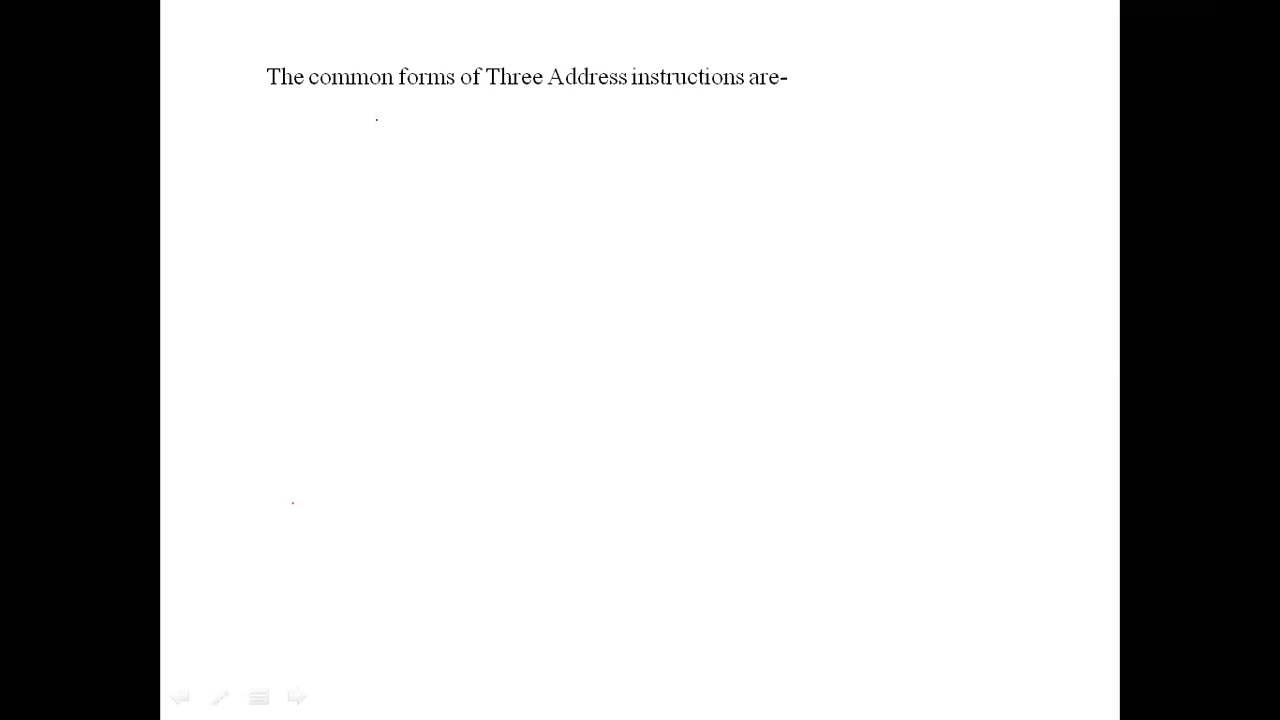 The common forms of Three Address instructions are-